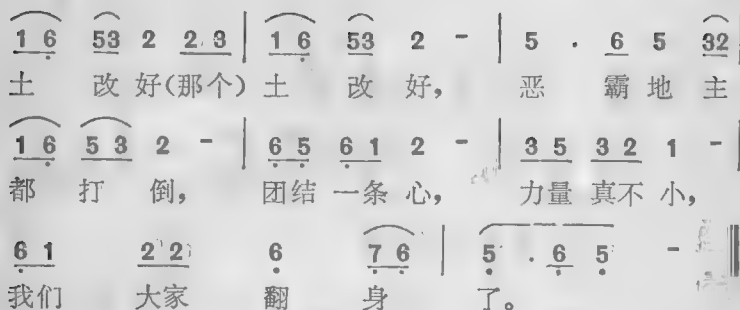 1 6 53 2 2 3 | 1 6 53 2 - | 5 . 6 5 32
土 改 好(那个) 土 改 好， 恶 霸 地 主
1 6 5 3 2 - | 6 5 6 1 2 - | 3 5 3 2 1 - |
都 打 倒， 团结 一条 心， 力量 真不 小，
6 1 2 2 6 7 6 | 5 . 6 5 - ‖
我们 大家 翻 身 了。